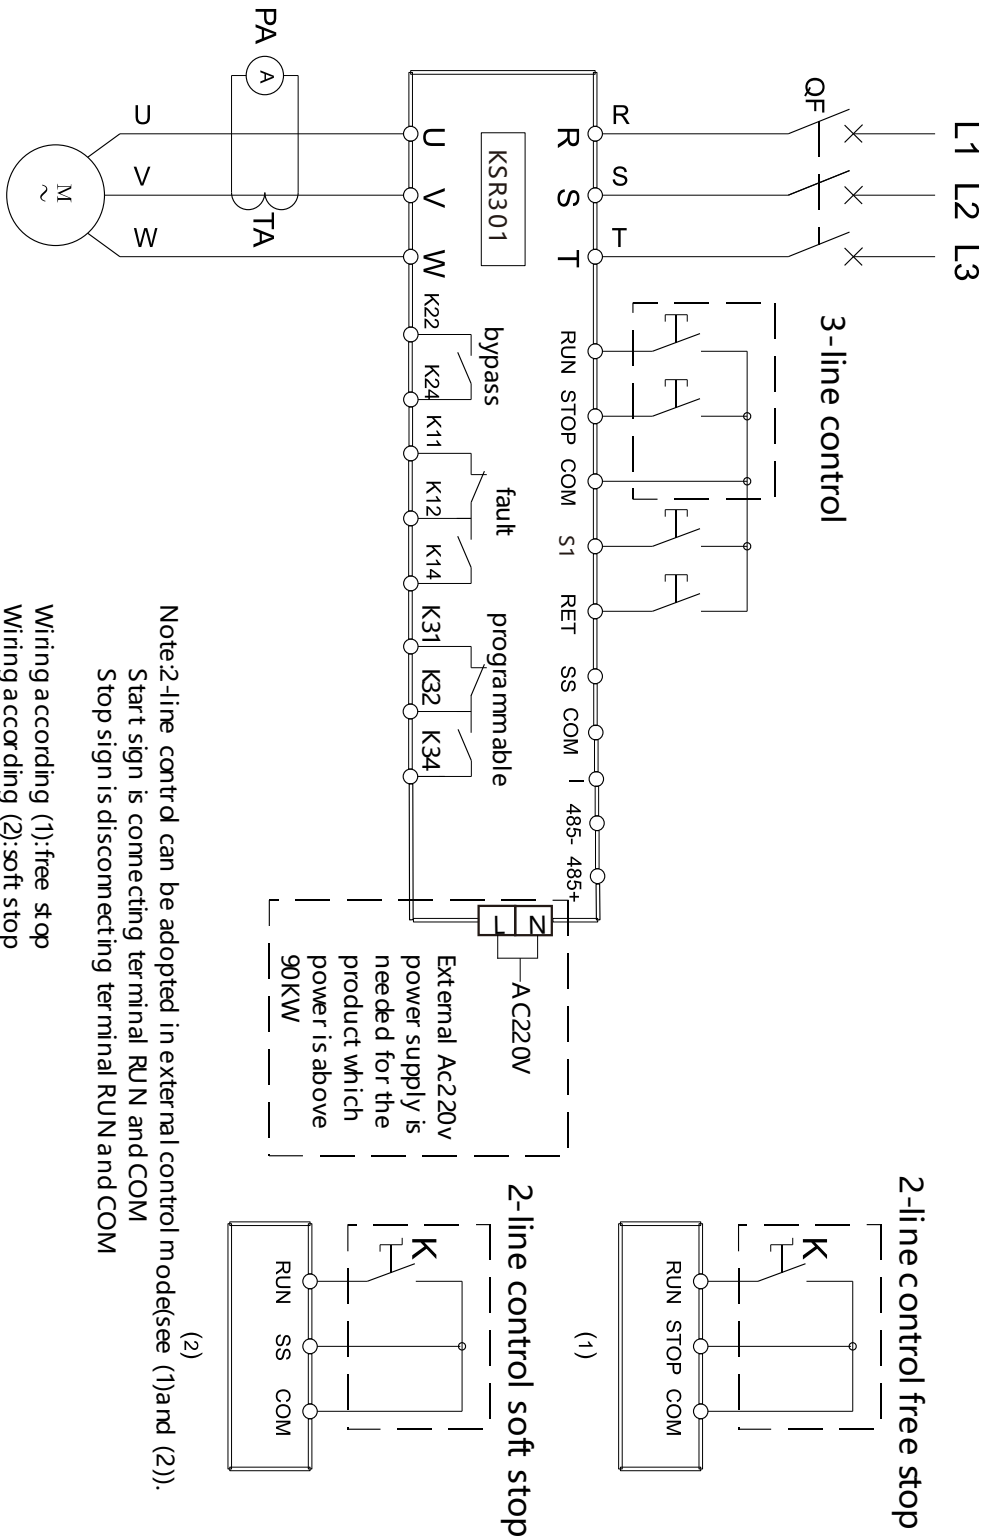 L1 L2 L3
QF
R S T
3-line control
R S T RUN STOP COM S1 RET SS COM I 485- 485+
KSR301
bypass fault programmable
U V W K22 K24 K11 K12 K14 K31 K32 K34
L N
AC220V
External Ac220v
power supply is
needed for the
product which
power is above
90KW
PA A
TA
U V W
M
~
2-line control free stop
K
RUN STOP COM
(1)
2-line control soft stop
K
RUN SS COM
(2)
Note:2-line control can be adopted in external control mode(see (1)and (2)).
Start sign is connecting terminal RUN and COM
Stop sign is disconnecting terminal RUN and COM
Wiring according (1):free stop
Wiring according (2):soft stop